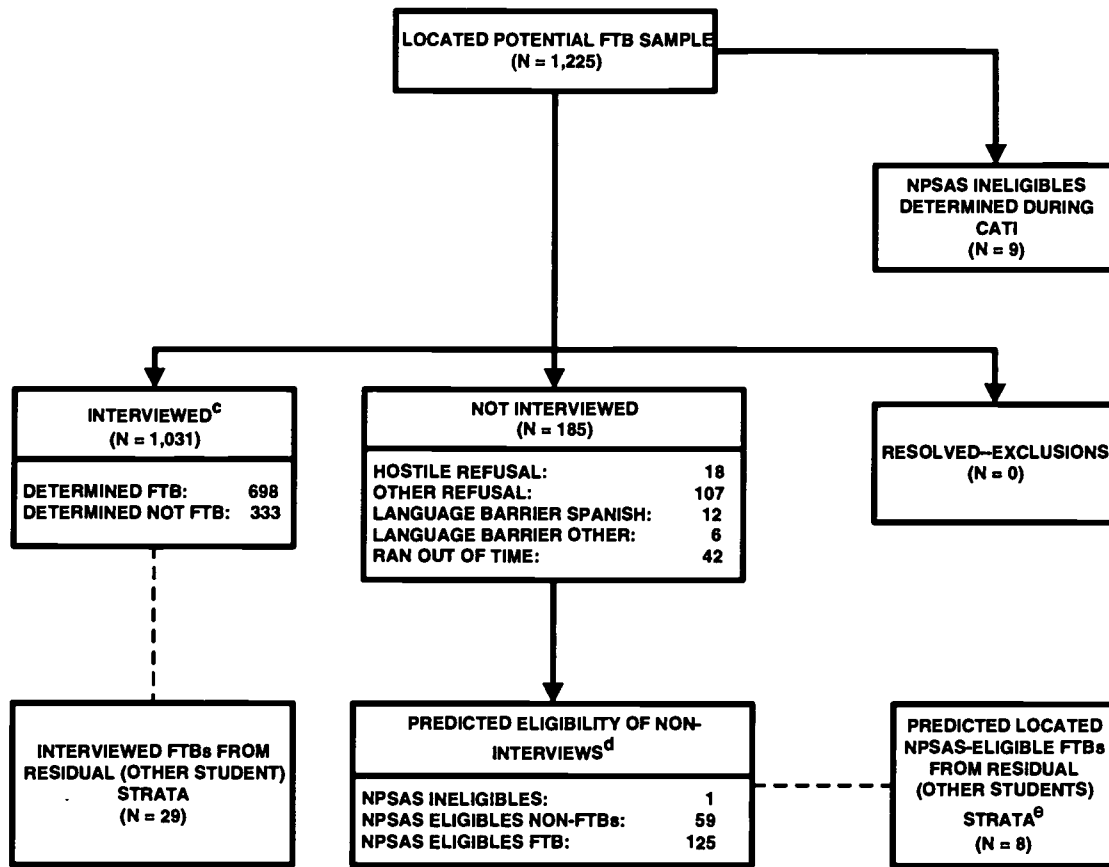 LOCATED POTENTIAL FTB SAMPLE
(N = 1,225)
NPSAS INELIGIBLES
DETERMINED DURING
CATI
(N = 9)
INTERVIEWEDc
(N = 1,031)
DETERMINED FTB: 698
DETERMINED NOT FTB: 333
NOT INTERVIEWED
(N = 185)
HOSTILE REFUSAL: 18
OTHER REFUSAL: 107
LANGUAGE BARRIER SPANISH: 12
LANGUAGE BARRIER OTHER: 6
RAN OUT OF TIME: 42
RESOLVED--EXCLUSIONS
(N = 0)
INTERVIEWED FTBs FROM
RESIDUAL (OTHER STUDENT)
STRATA
(N = 29)
PREDICTED ELIGIBILITY OF NON-
INTERVIEWSd
NPSAS INELIGIBLES: 1
NPSAS ELIGIBLES NON-FTBs: 59
NPSAS ELIGIBLES FTB: 125
PREDICTED LOCATED
NPSAS-ELIGIBLE FTBs
FROM RESIDUAL
(OTHER STUDENTS)
STRATAe
(N = 8)